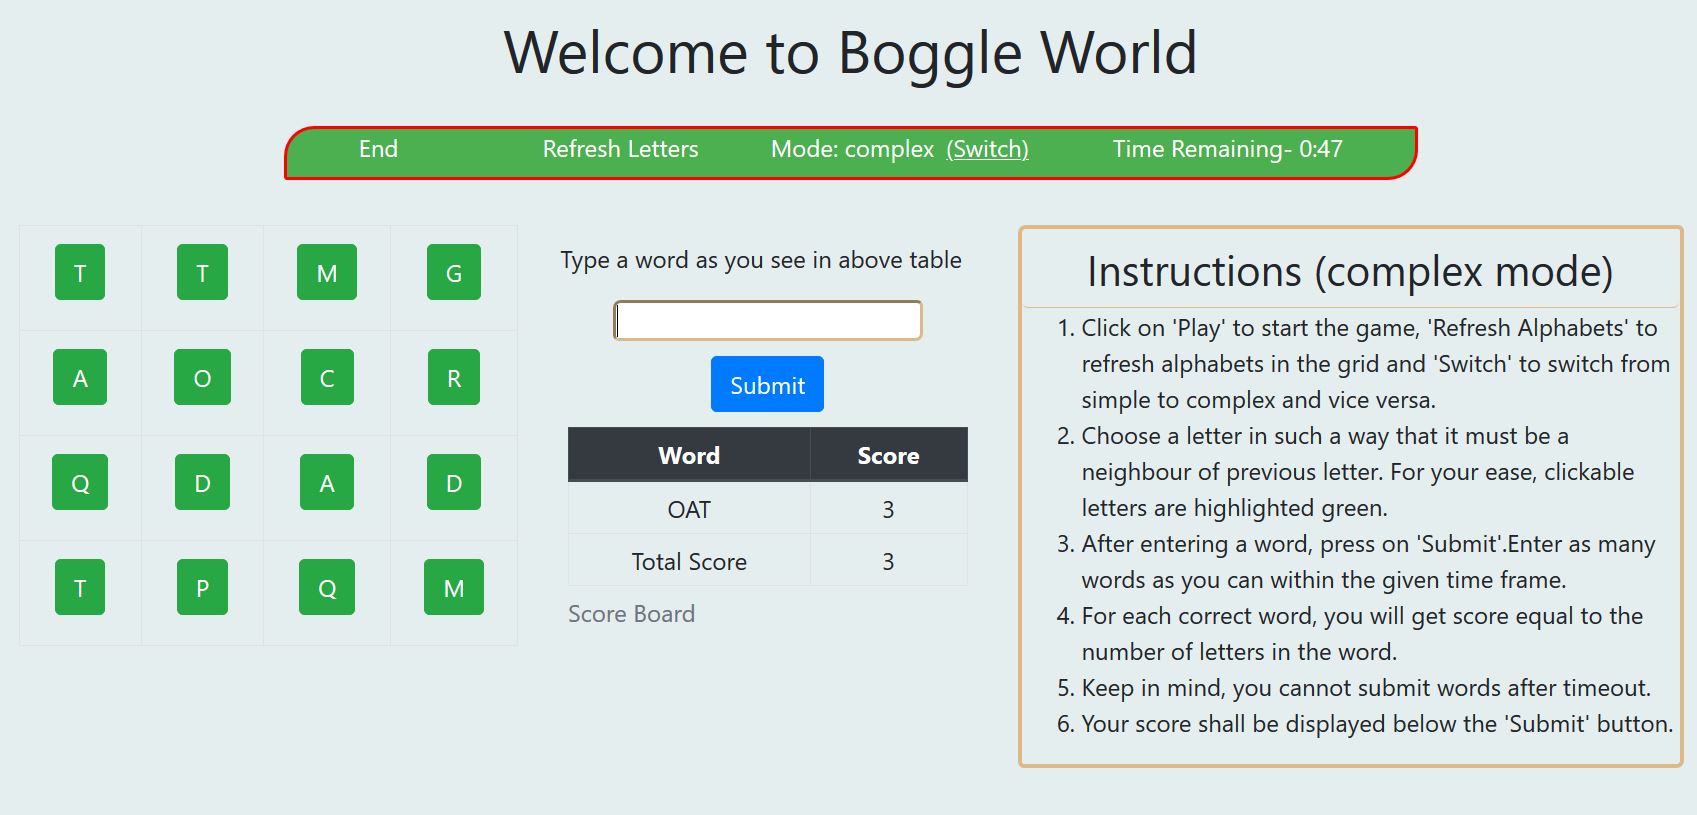 Welcome to Boggle World
End Refresh Letters Mode: complex (Switch) Time Remaining- 0:47
T T M G
A O C R
Q D A D
T P Q M
Type a word as you see in above table
Submit
Word Score
OAT 3
Total Score 3
Score Board
Instructions (complex mode)
1. Click on 'Play' to start the game, 'Refresh Alphabets' to
refresh alphabets in the grid and 'Switch' to switch from
simple to complex and vice versa.
2. Choose a letter in such a way that it must be a
neighbour of previous letter. For your ease, clickable
letters are highlighted green.
3. After entering a word, press on 'Submit'.Enter as many
words as you can within the given time frame.
4. For each correct word, you will get score equal to the
number of letters in the word.
5. Keep in mind, you cannot submit words after timeout.
6. Your score shall be displayed below the 'Submit' button.